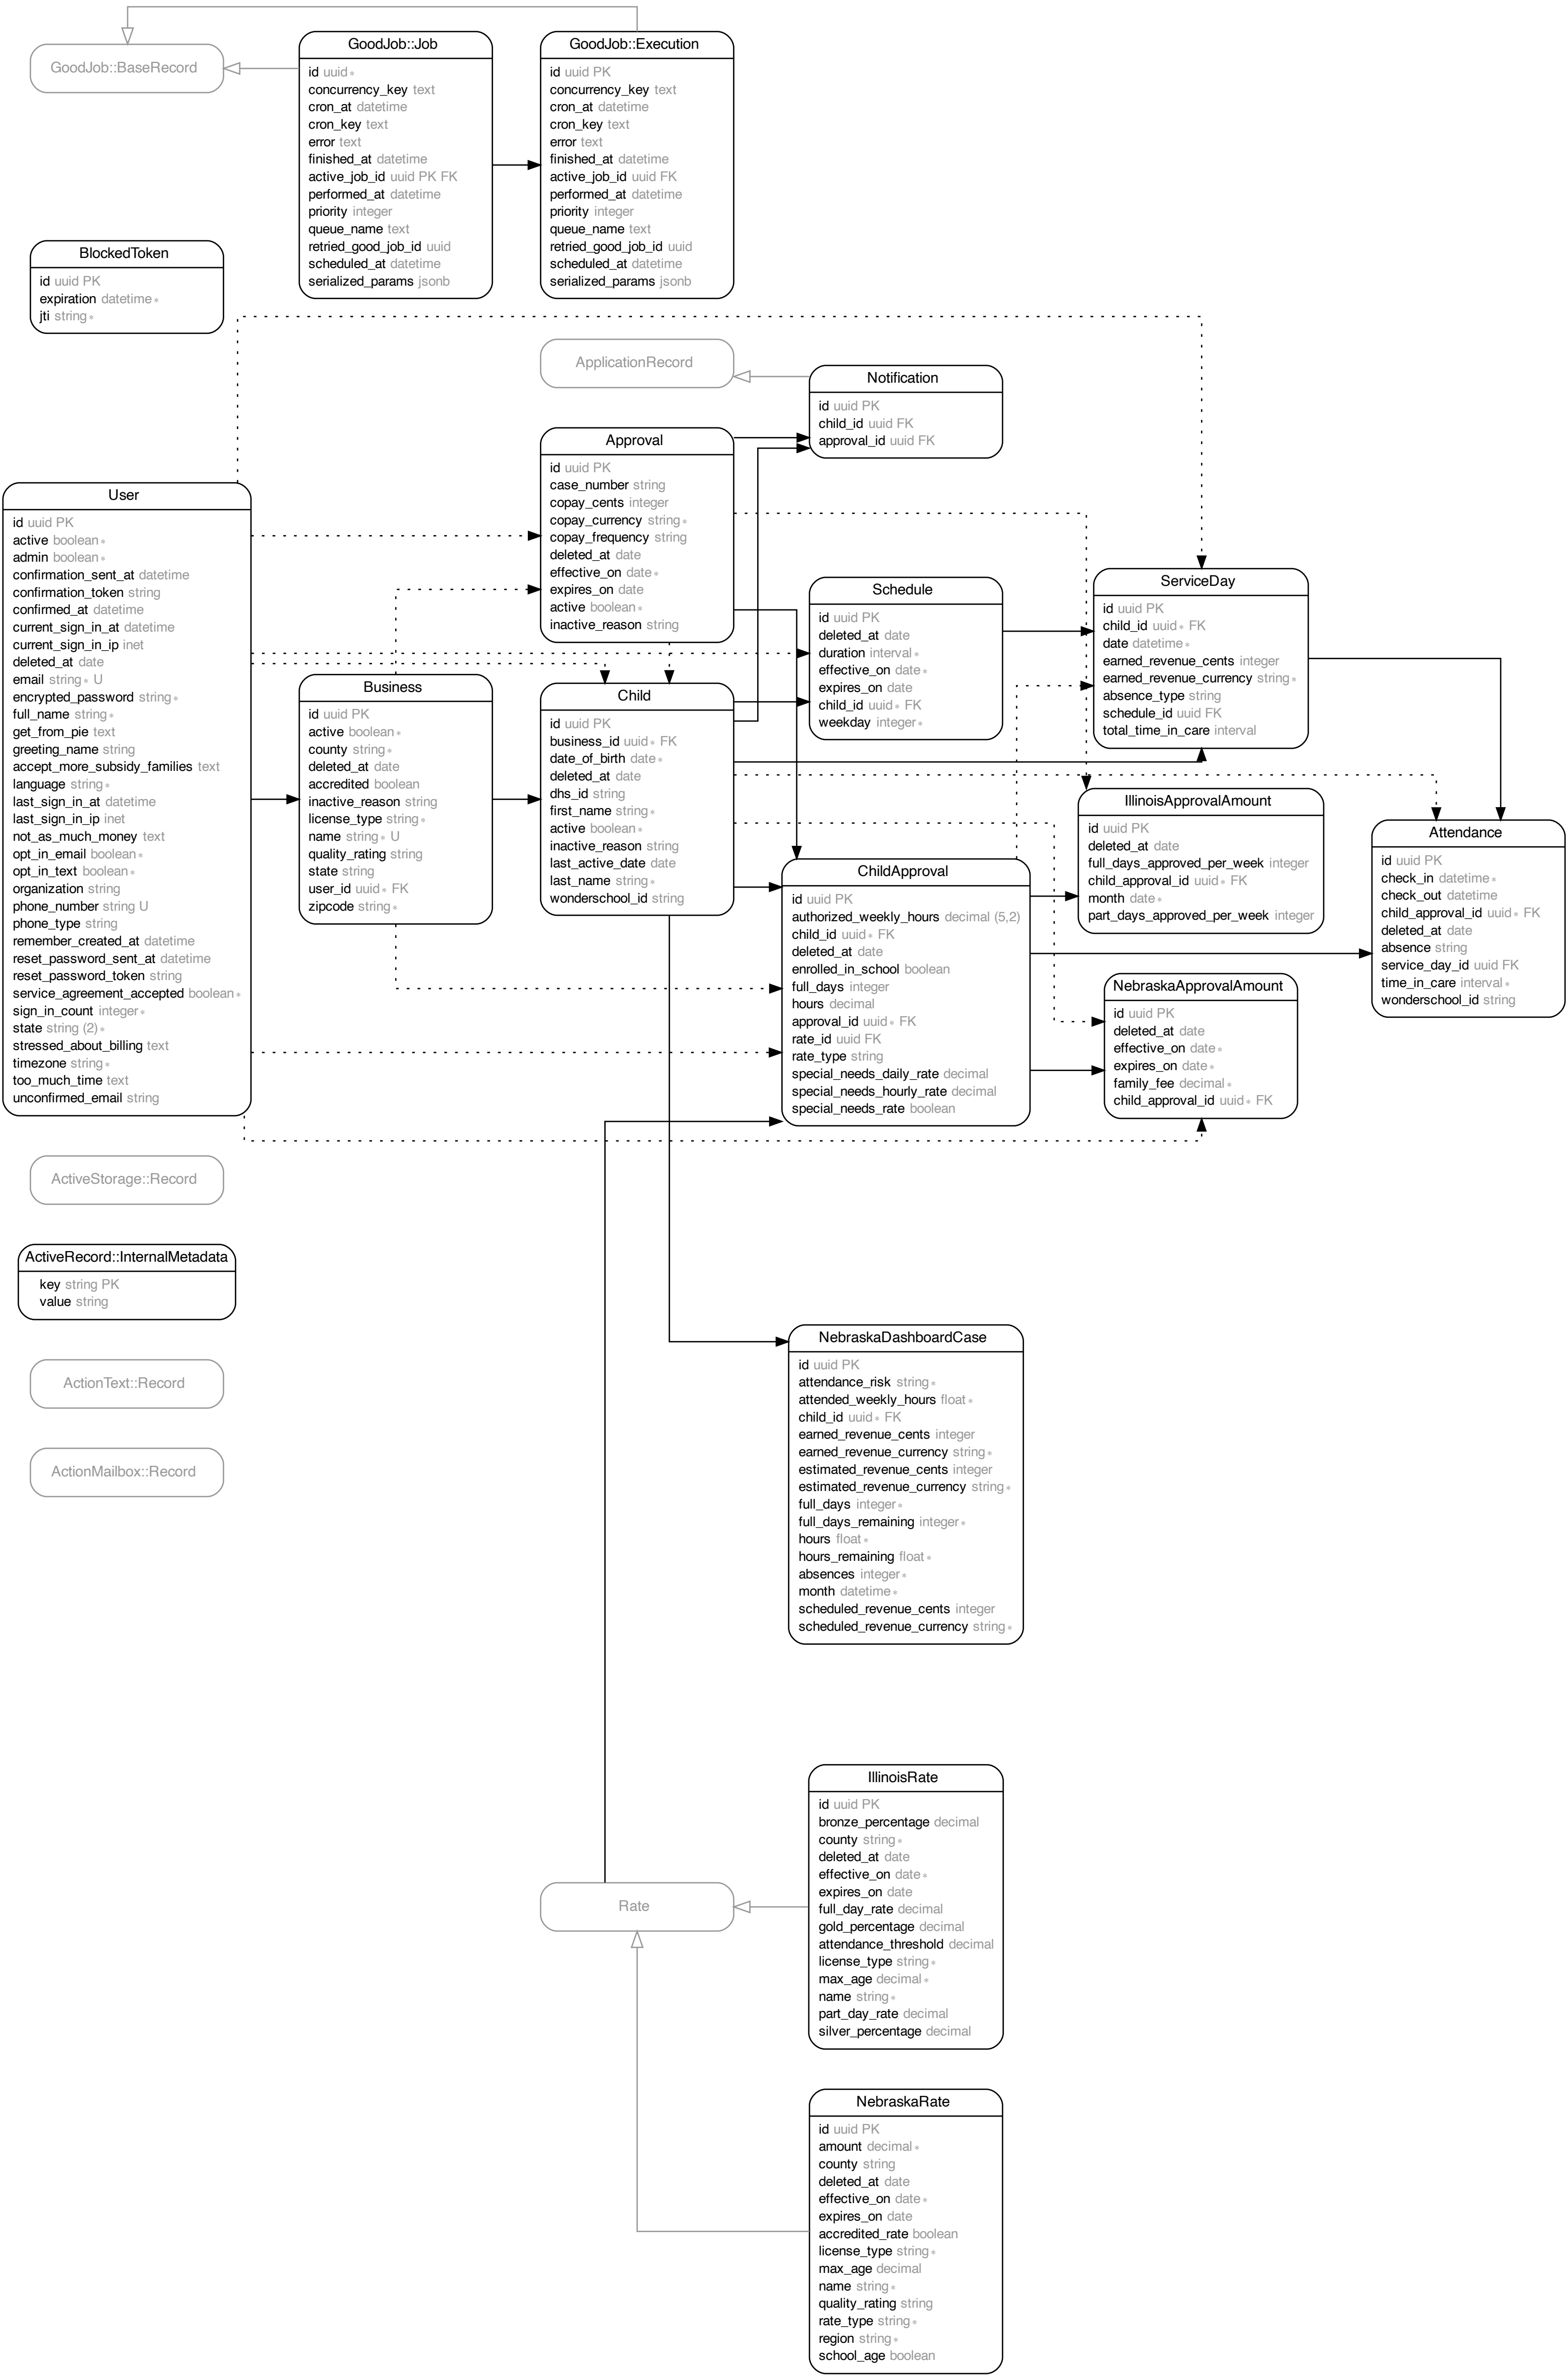 GoodJob::BaseRecord
GoodJob::Job
id uuid *
concurrency_key text
cron_at datetime
cron_key text
error text
finished_at datetime
active_job_id uuid PK FK
performed_at datetime
priority integer
queue_name text
retried_good_job_id uuid
scheduled_at datetime
serialized_params jsonb
GoodJob::Execution
id uuid PK
concurrency_key text
cron_at datetime
cron_key text
error text
finished_at datetime
active_job_id uuid FK
performed_at datetime
priority integer
queue_name text
retried_good_job_id uuid
scheduled_at datetime
serialized_params jsonb
BlockedToken
id uuid PK
expiration datetime *
jti string *
ApplicationRecord
Notification
id uuid PK
child_id uuid FK
approval_id uuid FK
Approval
id uuid PK
case_number string
copay_cents integer
copay_currency string *
copay_frequency string
deleted_at date
effective_on date *
expires_on date
active boolean *
inactive_reason string
User
id uuid PK
active boolean *
admin boolean *
confirmation_sent_at datetime
confirmation_token string
confirmed_at datetime
current_sign_in_at datetime
current_sign_in_ip inet
deleted_at date
email string * U
encrypted_password string *
full_name string *
get_from_pie text
greeting_name string
accept_more_subsidy_families text
language string *
last_sign_in_at datetime
last_sign_in_ip inet
not_as_much_money text
opt_in_email boolean *
opt_in_text boolean *
organization string
phone_number string U
phone_type string
remember_created_at datetime
reset_password_sent_at datetime
reset_password_token string
service_agreement_accepted boolean *
sign_in_count integer *
state string (2) *
stressed_about_billing text
timezone string *
too_much_time text
unconfirmed_email string
Business
id uuid PK
active boolean *
county string *
deleted_at date
accredited boolean
inactive_reason string
license_type string *
name string * U
quality_rating string
state string
user_id uuid * FK
zipcode string *
Child
id uuid PK
business_id uuid * FK
date_of_birth date *
deleted_at date
dhs_id string
first_name string *
active boolean *
inactive_reason string
last_active_date date
last_name string *
wonderschool_id string
Schedule
id uuid PK
deleted_at date
duration interval *
effective_on date *
expires_on date
child_id uuid * FK
weekday integer *
ServiceDay
id uuid PK
child_id uuid * FK
date datetime *
earned_revenue_cents integer
earned_revenue_currency string *
absence_type string
schedule_id uuid FK
total_time_in_care interval
ChildApproval
id uuid PK
authorized_weekly_hours decimal (5,2)
child_id uuid * FK
deleted_at date
enrolled_in_school boolean
full_days integer
hours decimal
approval_id uuid * FK
rate_id uuid FK
rate_type string
special_needs_daily_rate decimal
special_needs_hourly_rate decimal
special_needs_rate boolean
IllinoisApprovalAmount
id uuid PK
deleted_at date
full_days_approved_per_week integer
child_approval_id uuid * FK
month date *
part_days_approved_per_week integer
Attendance
id uuid PK
check_in datetime *
check_out datetime
child_approval_id uuid * FK
deleted_at date
absence string
service_day_id uuid FK
time_in_care interval *
wonderschool_id string
NebraskaApprovalAmount
id uuid PK
deleted_at date
effective_on date *
expires_on date *
family_fee decimal *
child_approval_id uuid * FK
ActiveStorage::Record
ActiveRecord::InternalMetadata
key string PK
value string
ActionText::Record
ActionMailbox::Record
NebraskaDashboardCase
id uuid PK
attendance_risk string *
attended_weekly_hours float *
child_id uuid * FK
earned_revenue_cents integer
earned_revenue_currency string *
estimated_revenue_cents integer
estimated_revenue_currency string *
full_days integer *
full_days_remaining integer *
hours float *
hours_remaining float *
absences integer *
month datetime *
scheduled_revenue_cents integer
scheduled_revenue_currency string *
IllinoisRate
id uuid PK
bronze_percentage decimal
county string *
deleted_at date
effective_on date *
expires_on date
full_day_rate decimal
gold_percentage decimal
attendance_threshold decimal
license_type string *
max_age decimal *
name string *
part_day_rate decimal
silver_percentage decimal
Rate
NebraskaRate
id uuid PK
amount decimal *
county string
deleted_at date
effective_on date *
expires_on date
accredited_rate boolean
license_type string *
max_age decimal
name string *
quality_rating string
rate_type string *
region string *
school_age boolean